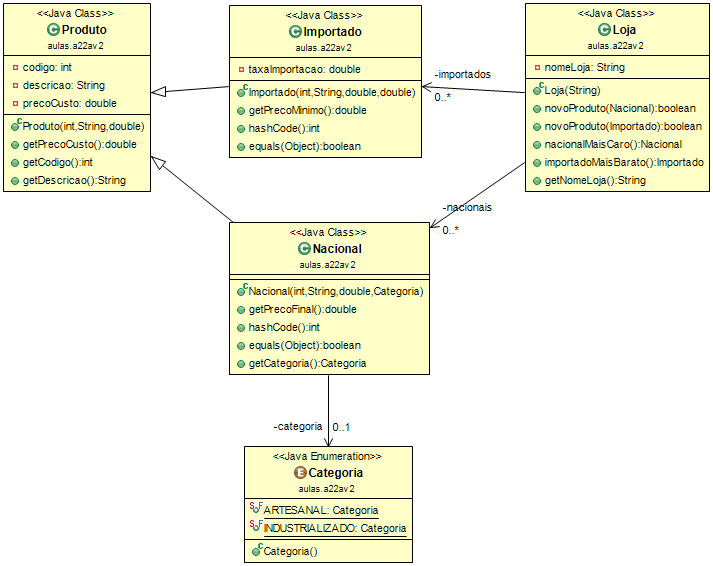 <<Java Class>>
Produto
aulas.a22av2
codigo: int
descricao: String
precoCusto: double
Produto(int,String,double)
getPrecoCusto():double
getCodigo():int
getDescricao():String
<<Java Class>>
Importado
aulas.a22av2
taxaImportacao: double
Importado(int,String,double,double)
getPrecoMinimo():double
hashCode():int
equals(Object):boolean
-importados
0..*
<<Java Class>>
Loja
aulas.a22av2
nomeLoja: String
Loja(String)
novoProduto(Nacional):boolean
novoProduto(Importado):boolean
nacionalMaisCaro():Nacional
importadoMaisBarato():Importado
getNomeLoja():String
-nacionais
0..*
<<Java Class>>
Nacional
aulas.a22av2
Nacional(int,String,double,Categoria)
getPrecoFinal():double
hashCode():int
equals(Object):boolean
getCategoria():Categoria
-categoria
0..1
<<Java Enumeration>>
Categoria
aulas.a22av2
ARTESANAL: Categoria
INDUSTRIALIZADO: Categoria
Categoria()